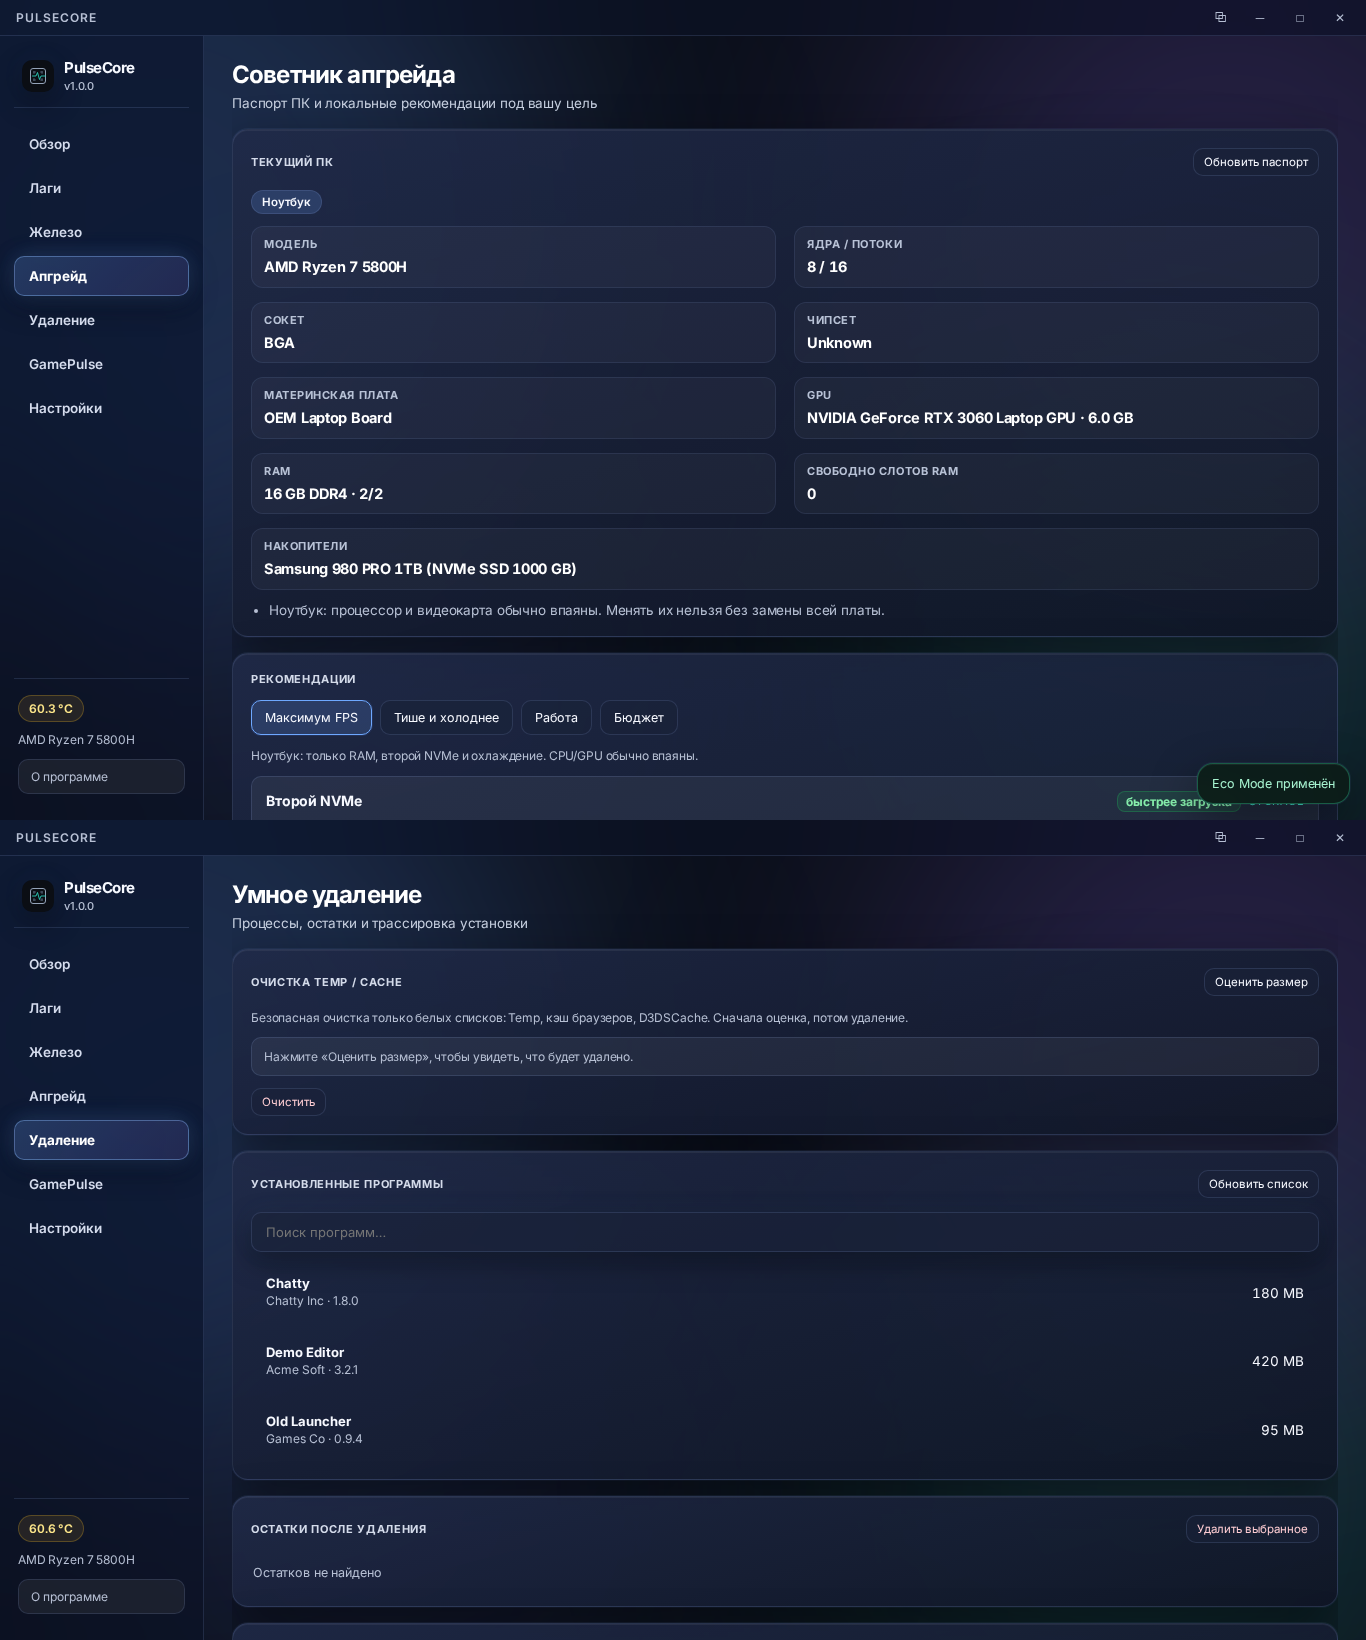 PULSECORE
PulseCore
v1.0.0
Обзор
Лаги
Железо
Апгрейд
Удаление
GamePulse
Настройки
60.3 °C
AMD Ryzen 7 5800H
О программе
Советник апгрейда
Паспорт ПК и локальные рекомендации под вашу цель
ТЕКУЩИЙ ПК
Обновить паспорт
Ноутбук
МОДЕЛЬ
AMD Ryzen 7 5800H
ЯДРА / ПОТОКИ
8 / 16
СОКЕТ
BGA
ЧИПСЕТ
Unknown
МАТЕРИНСКАЯ ПЛАТА
OEM Laptop Board
GPU
NVIDIA GeForce RTX 3060 Laptop GPU · 6.0 GB
RAM
16 GB DDR4 · 2/2
СВОБОДНО СЛОТОВ RAM
0
НАКОПИТЕЛИ
Samsung 980 PRO 1TB (NVMe SSD 1000 GB)
• Ноутбук: процессор и видеокарта обычно впаяны. Менять их нельзя без замены всей платы.
РЕКОМЕНДАЦИИ
Максимум FPS
Тише и холоднее
Работа
Бюджет
Ноутбук: только RAM, второй NVMe и охлаждение. CPU/GPU обычно впаяны.
Второй NVMe
быстрее загрузка
Eco Mode применён
PULSECORE
PulseCore
v1.0.0
Обзор
Лаги
Железо
Апгрейд
Удаление
GamePulse
Настройки
60.6 °C
AMD Ryzen 7 5800H
О программе
Умное удаление
Процессы, остатки и трассировка установки
ОЧИСТКА TEMP / CACHE
Оценить размер
Безопасная очистка только белых списков: Temp, кэш браузеров, D3DSCache. Сначала оценка, потом удаление.
Нажмите «Оценить размер», чтобы увидеть, что будет удалено.
Очистить
УСТАНОВЛЕННЫЕ ПРОГРАММЫ
Обновить список
Поиск программ...
Chatty
Chatty Inc · 1.8.0
180 MB
Demo Editor
Acme Soft · 3.2.1
420 MB
Old Launcher
Games Co · 0.9.4
95 MB
ОСТАТКИ ПОСЛЕ УДАЛЕНИЯ
Удалить выбранное
Остатков не найдено